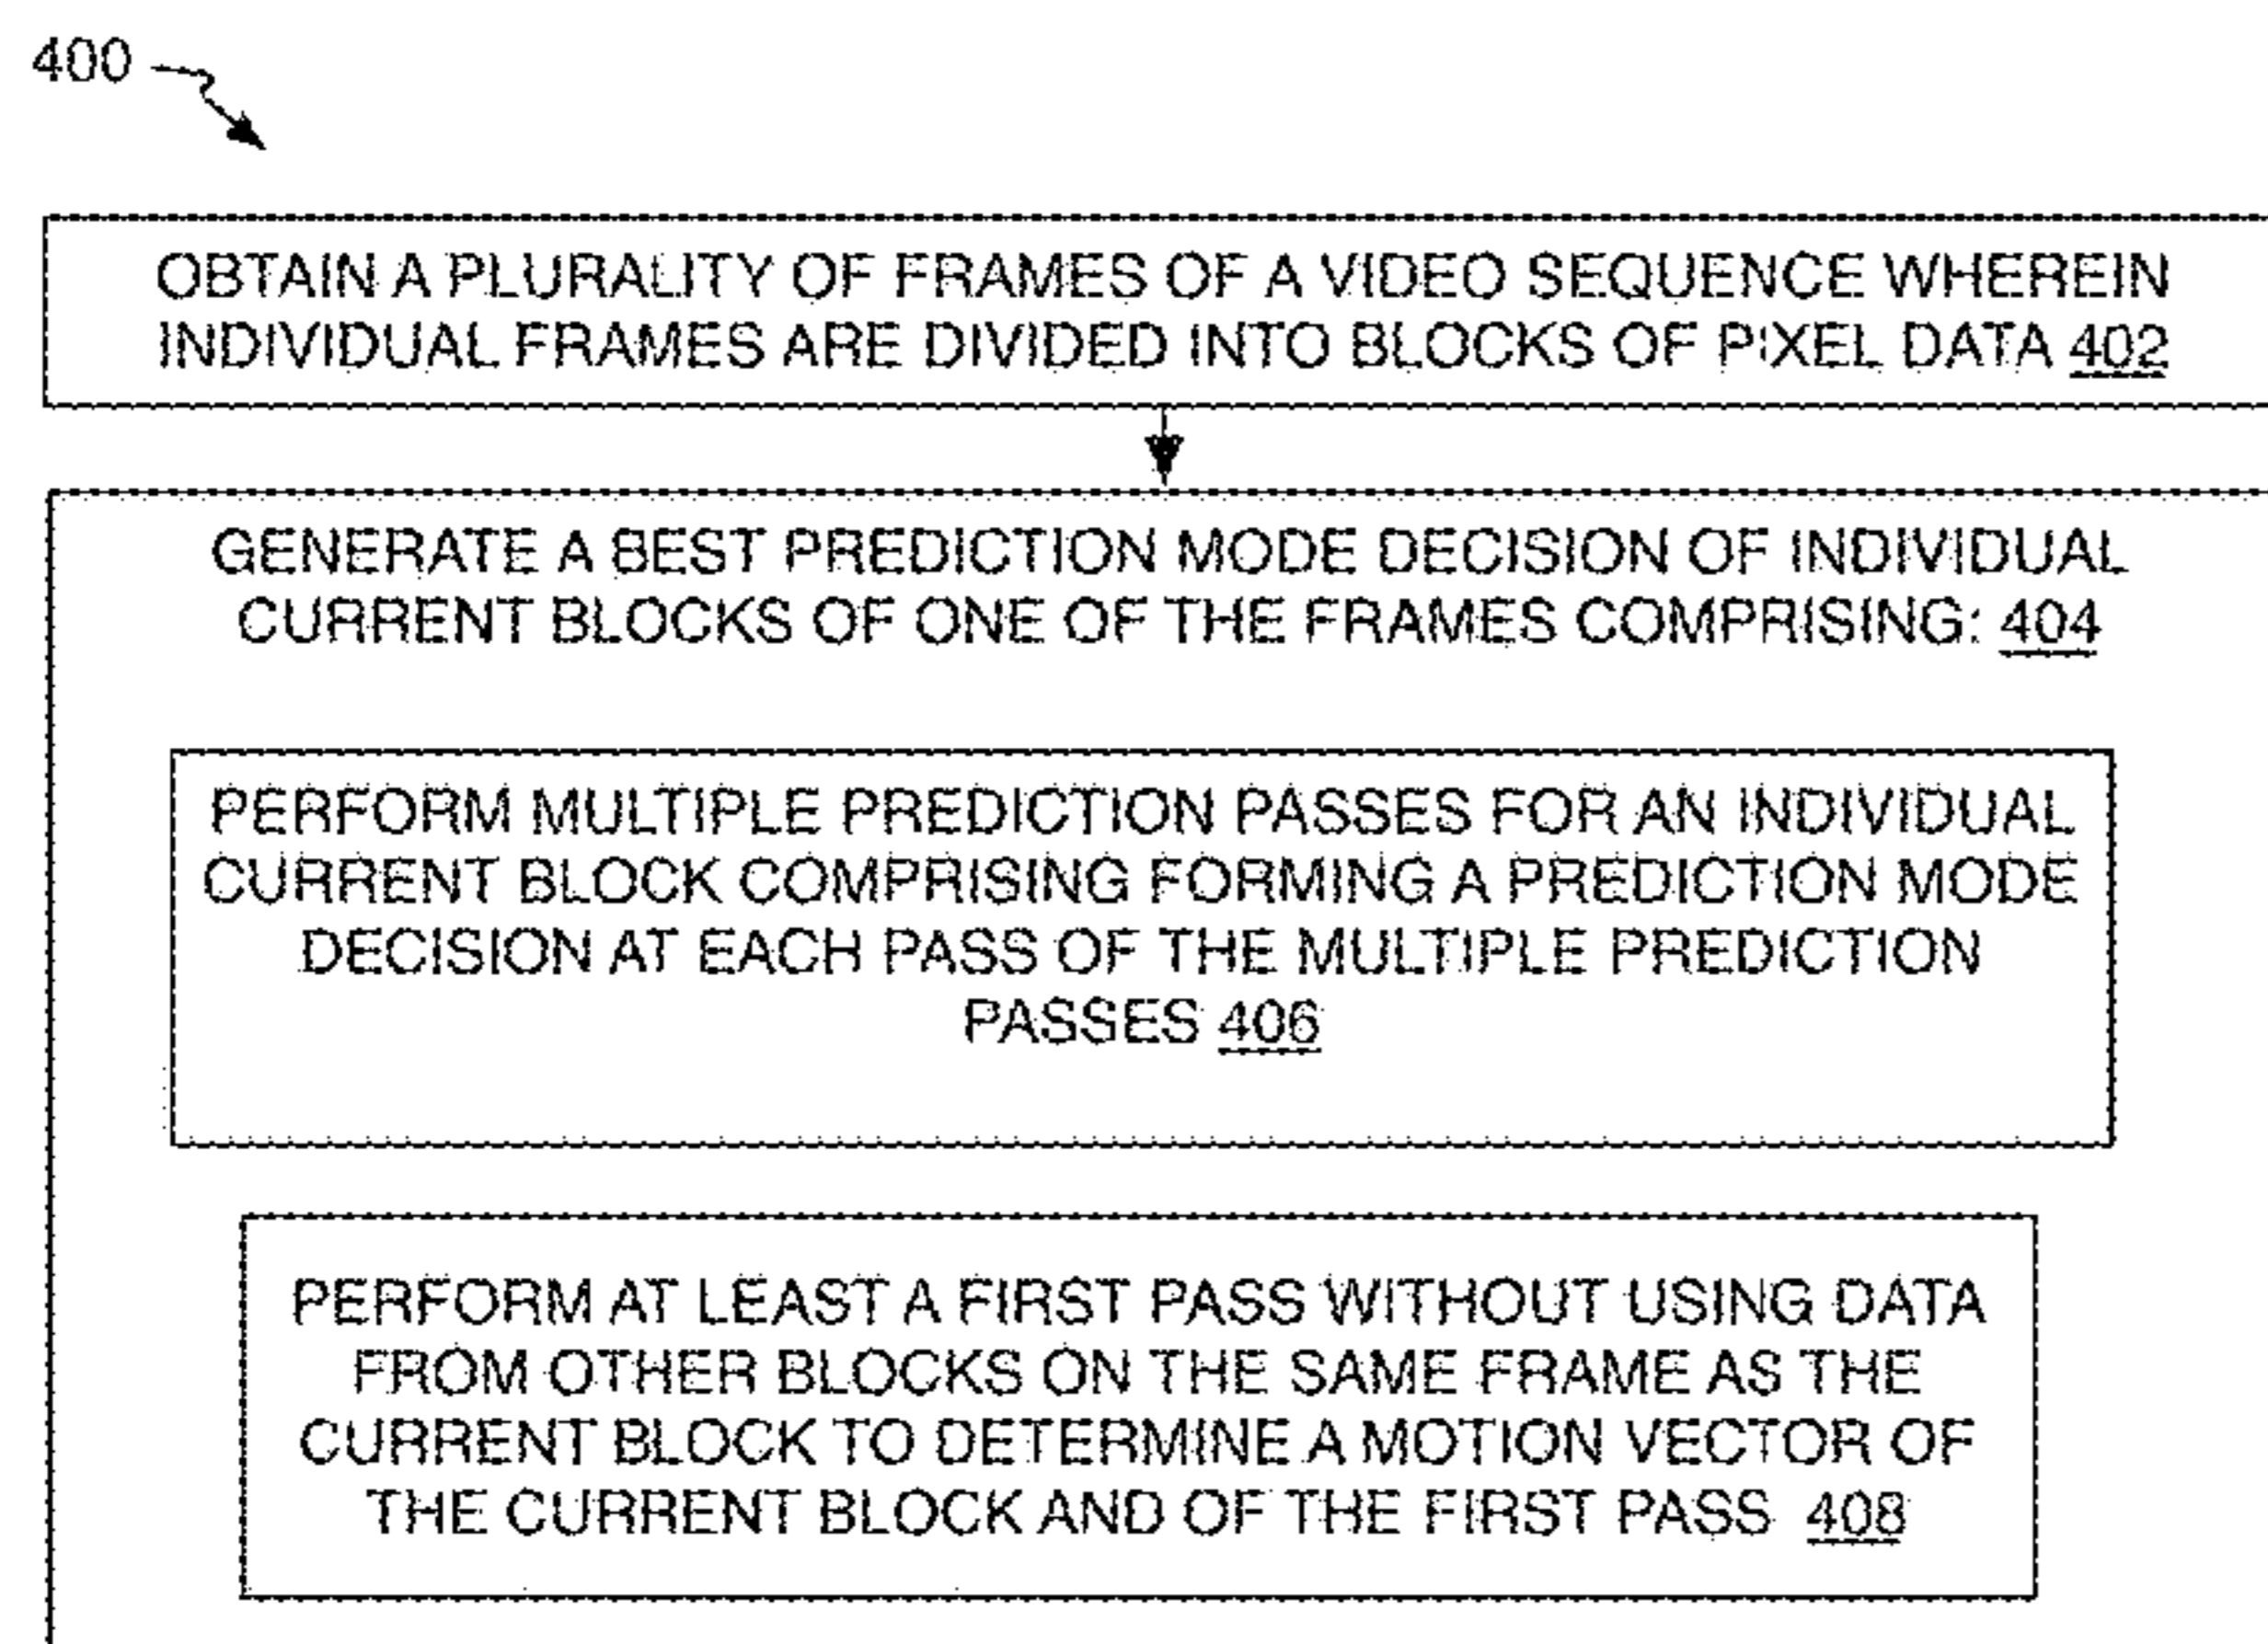 400
OBTAIN A PLURALITY OF FRAMES OF A VIDEO SEQUENCE WHEREIN
INDIVIDUAL FRAMES ARE DIVIDED INTO BLOCKS OF PIXEL DATA 402
GENERATE A BEST PREDICTION MODE DECISION OF INDIVIDUAL
CURRENT BLOCKS OF ONE OF THE FRAMES COMPRISING: 404
PERFORM MULTIPLE PREDICTION PASSES FOR AN INDIVIDUAL
CURRENT BLOCK COMPRISING FORMING A PREDICTION MODE
DECISION AT EACH PASS OF THE MULTIPLE PREDICTION
PASSES 406
PERFORM AT LEAST A FIRST PASS WITHOUT USING DATA
FROM OTHER BLOCKS ON THE SAME FRAME AS THE
CURRENT BLOCK TO DETERMINE A MOTION VECTOR OF
THE CURRENT BLOCK AND OF THE FIRST PASS 408